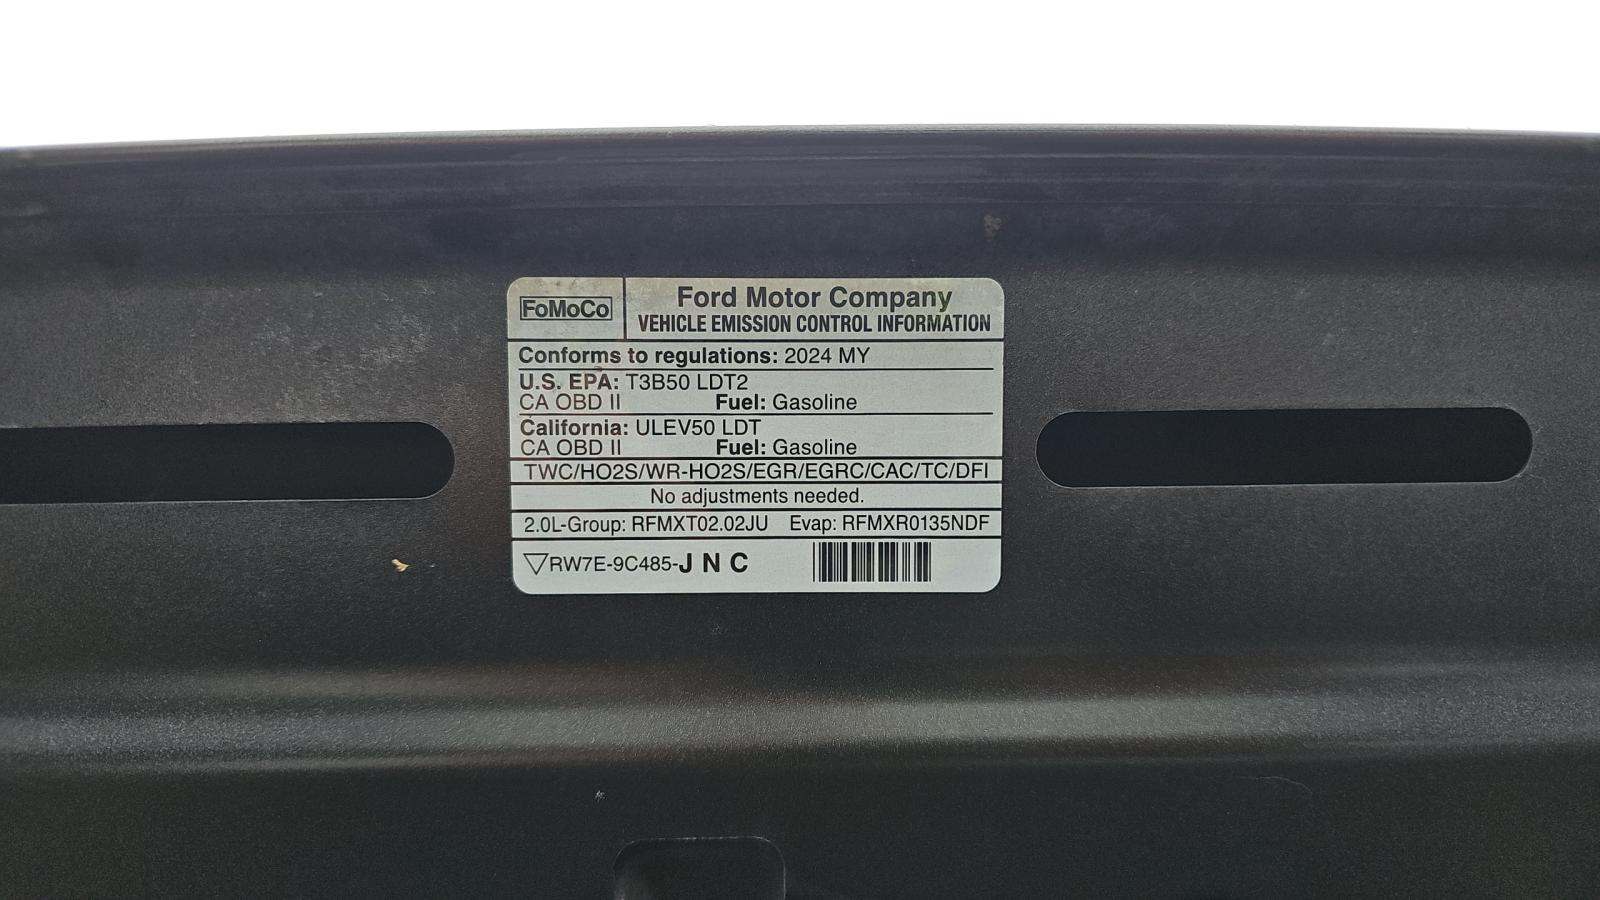 FoMoCo
Ford Motor Company
VEHICLE EMISSION CONTROL INFORMATION
Conforms to regulations: 2024 MY
U.S. EPA: T3B50 LDT2
CA OBD II Fuel: Gasoline
California: ULEV50 LDT
CA OBD II Fuel: Gasoline
TWC/HO2S/WR-HO2S/EGR/EGRC/CAC/TC/DFI
No adjustments needed.
2.0L-Group: RFMXT02.02JU Evap: RFMXR0135NDF
▽RW7E-9C485-J N C